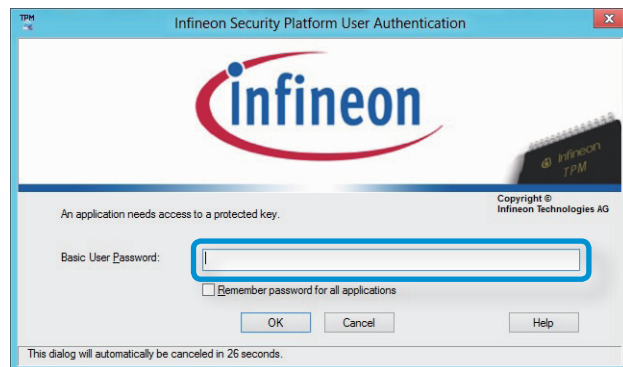 TPM
Infineon Security Platform User Authentication
infineon
Infineon
TPM
Copyright ©
Infineon Technologies AG
An application needs access to a protected key.
Basic User Password:
Remember password for all applications
OK Cancel Help
This dialog will automatically be canceled in 26 seconds.